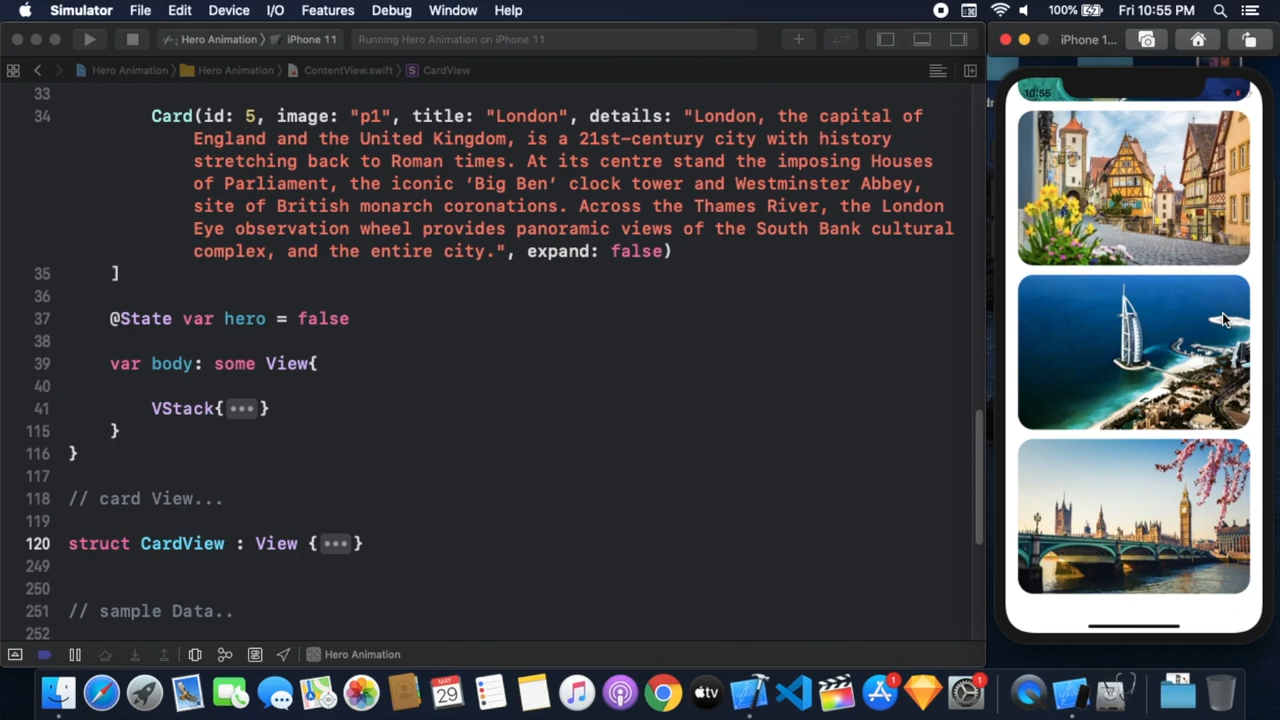 Simulator File Edit Device I/O Features Debug Window Help 100% Fri 10:55 PM
Hero Animation iPhone 11 Running Hero Animation on iPhone 11 iPhone 1...
Hero Animation Hero Animation ContentView.swift CardView
10:55
33
34 Card(id: 5, image: "p1", title: "London", details: "London, the capital of
England and the United Kingdom, is a 21st-century city with history
stretching back to Roman times. At its centre stand the imposing Houses
of Parliament, the iconic ‘Big Ben’ clock tower and Westminster Abbey,
site of British monarch coronations. Across the Thames River, the London
Eye observation wheel provides panoramic views of the South Bank cultural
complex, and the entire city.", expand: false)
35 ]
36
37 @State var hero = false
38
39 var body: some View{
40
41 VStack{•••}
115 }
116 }
117
118 // card View...
119
120 struct CardView : View {•••}
249
250
251 // sample Data..
252
Hero Animation
MAY
29
tv
1
1